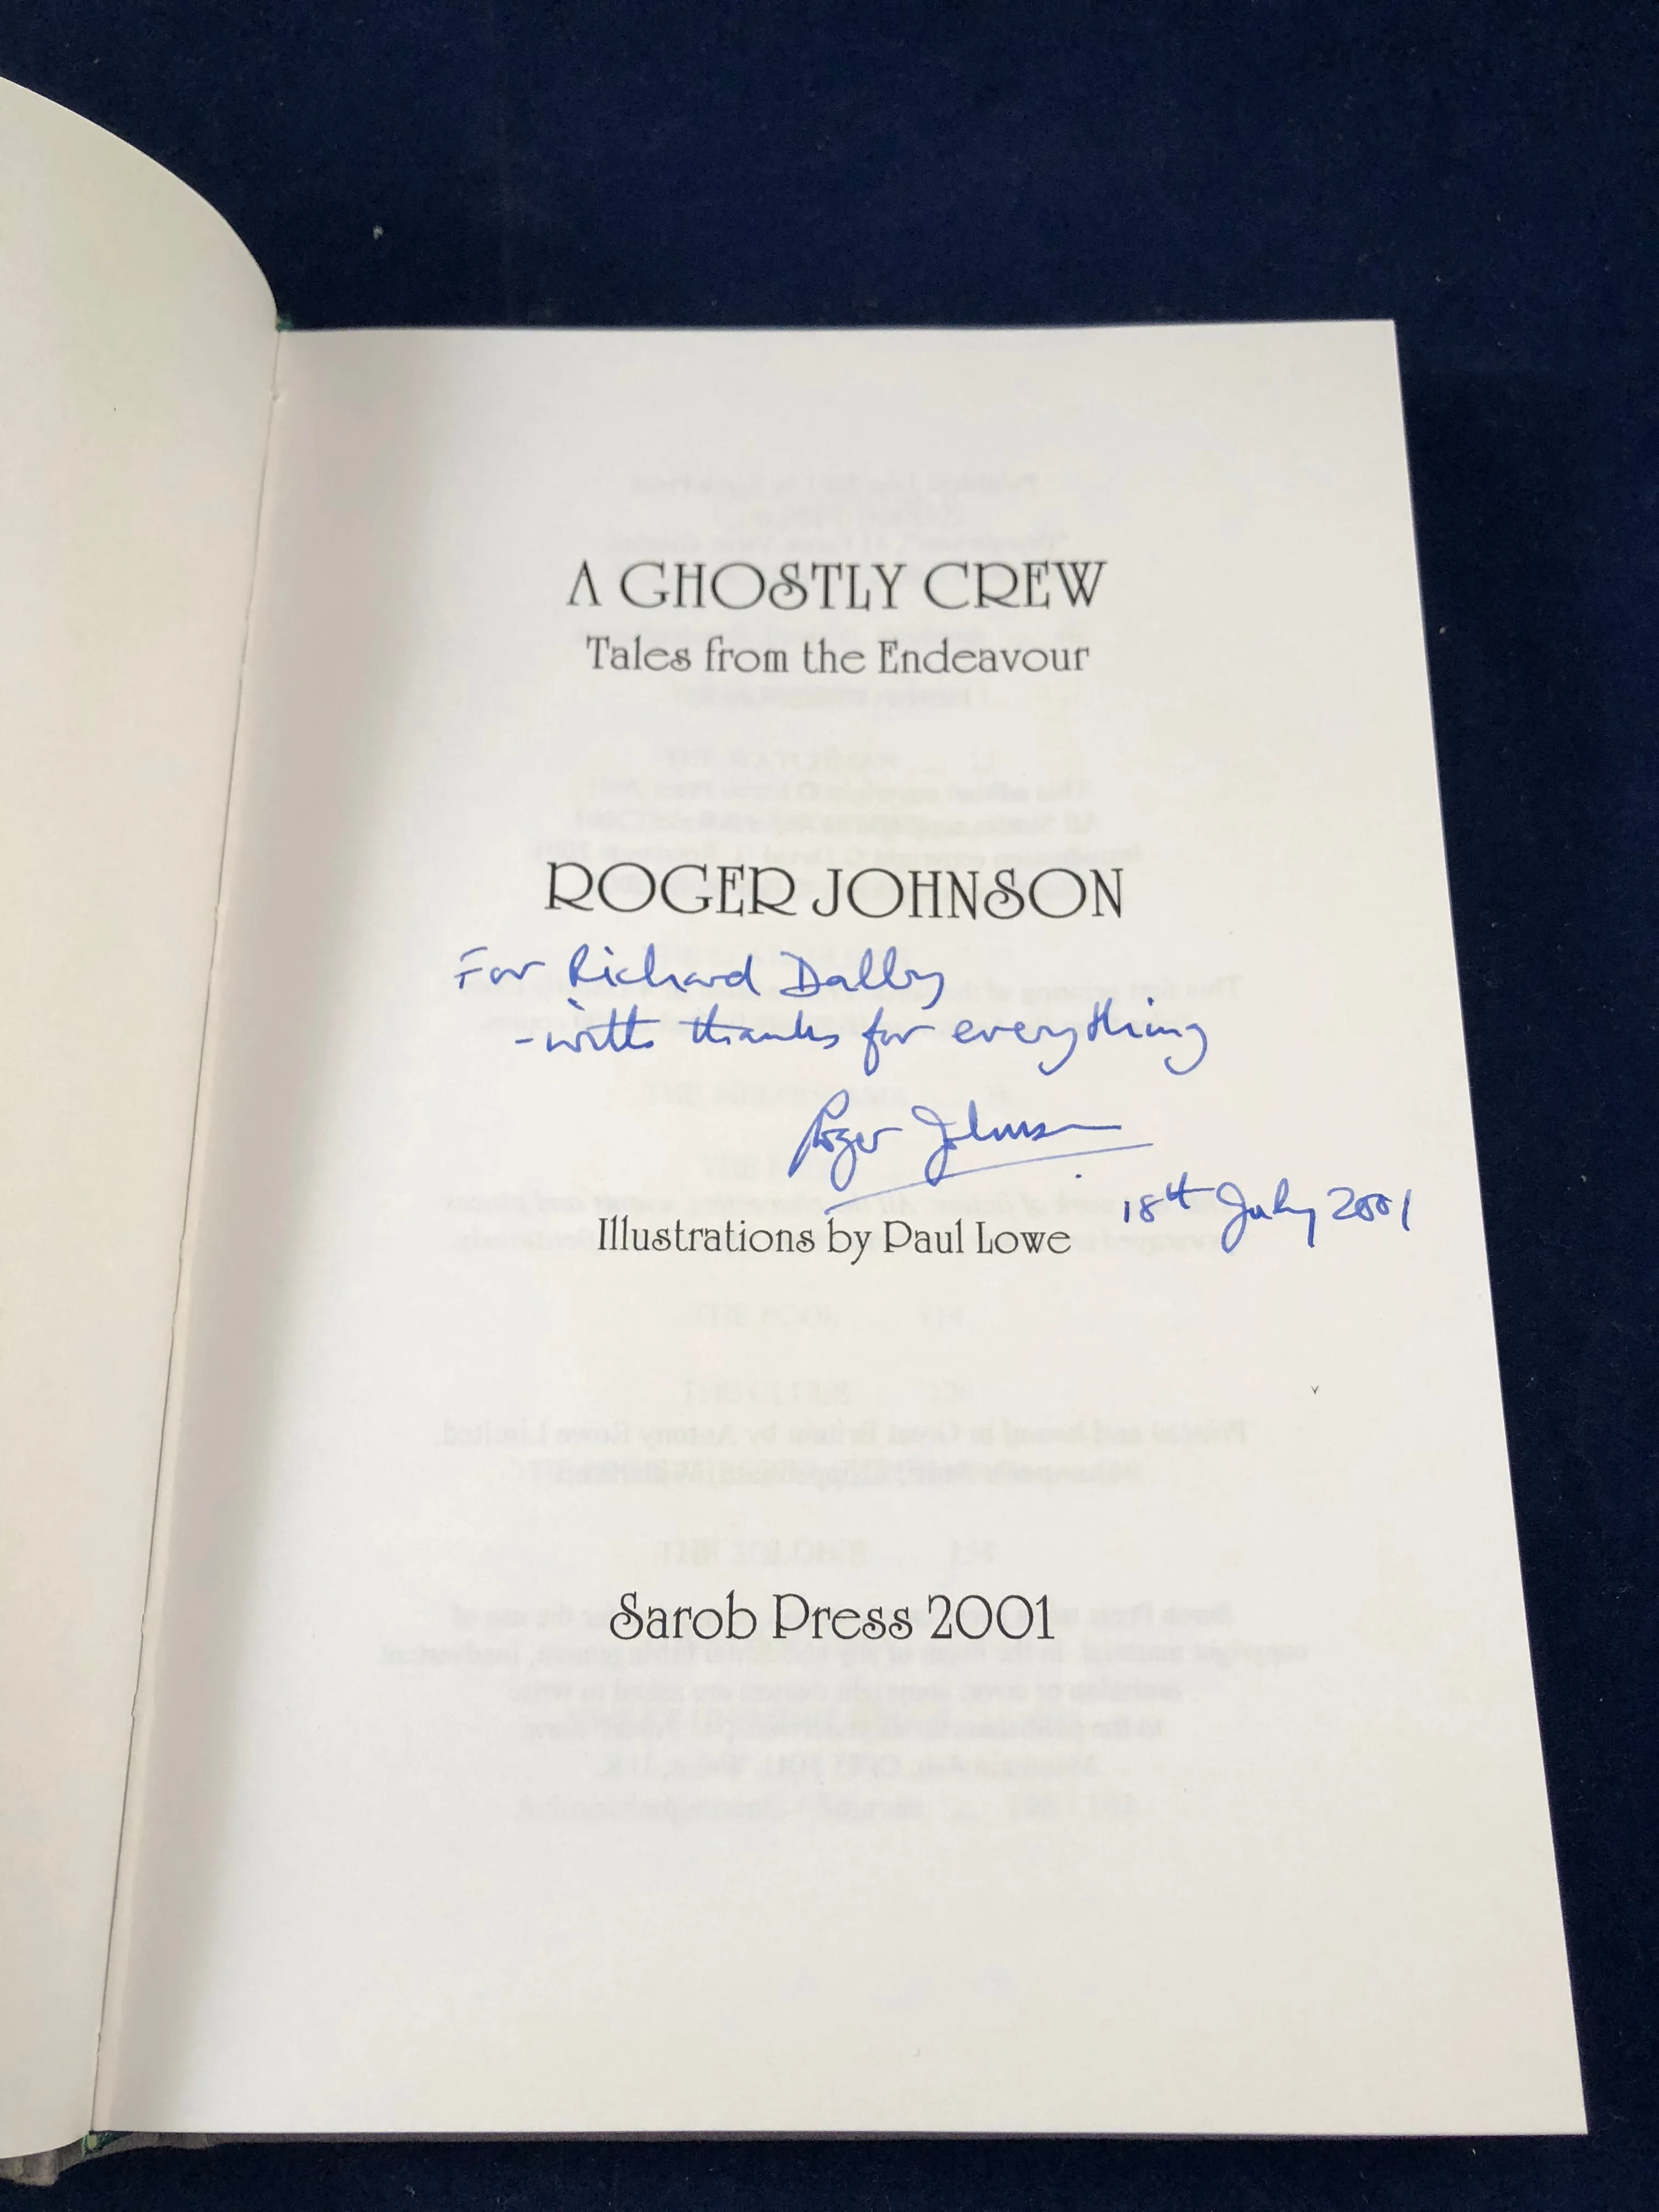 A GHOSTLY CREW
Tales from the Endeavour
ROGER JOHNSON
For Richard Dalby
- with thanks for everything
Roger Johnson
18th July 2001
Illustrations by Paul Lowe
Sarob Press 2001